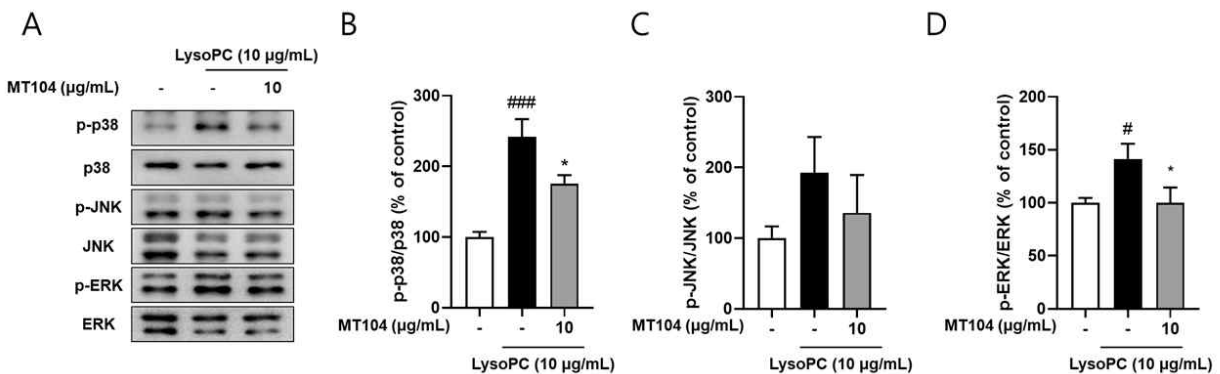 A
LysoPC (10 µg/mL)
MT104 (µg/mL) - - 10
p-p38
p38
p-JNK
JNK
p-ERK
ERK
B
p-p38/p38 (% of control)
300
200
100
0
###
*
MT104 (µg/mL) - - 10
LysoPC (10 µg/mL)
C
p-JNK/JNK (% of control)
300
200
100
0
MT104 (µg/mL) - - 10
LysoPC (10 µg/mL)
D
p-ERK/ERK (% of control)
200
150
100
50
0
#
*
MT104 (µg/mL) - - 10
LysoPC (10 µg/mL)